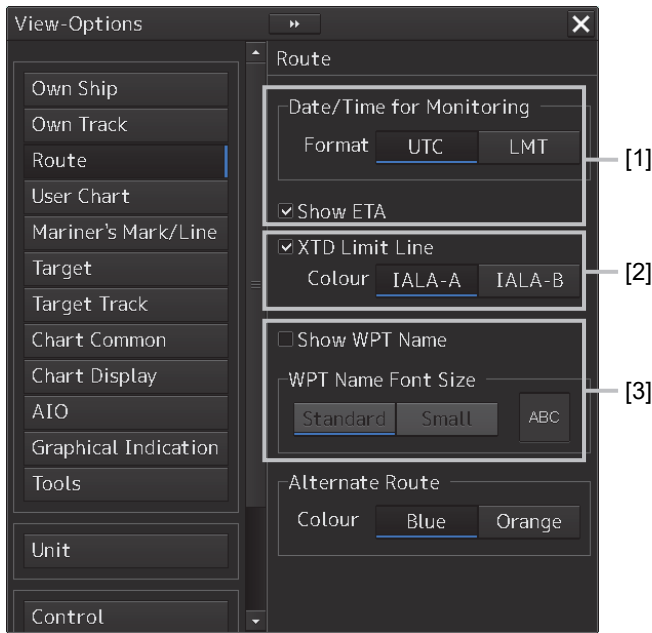 View-Options
Own Ship
Own Track
Route
User Chart
Mariner's Mark/Line
Target
Target Track
Chart Common
Chart Display
AIO
Graphical Indication
Tools
Unit
Control
Route
Date/Time for Monitoring
Format UTC LMT
Show ETA
[1]
XTD Limit Line
Colour IALA-A IALA-B
[2]
Show WPT Name
WPT Name Font Size
Standard Small ABC
[3]
Alternate Route
Colour Blue Orange